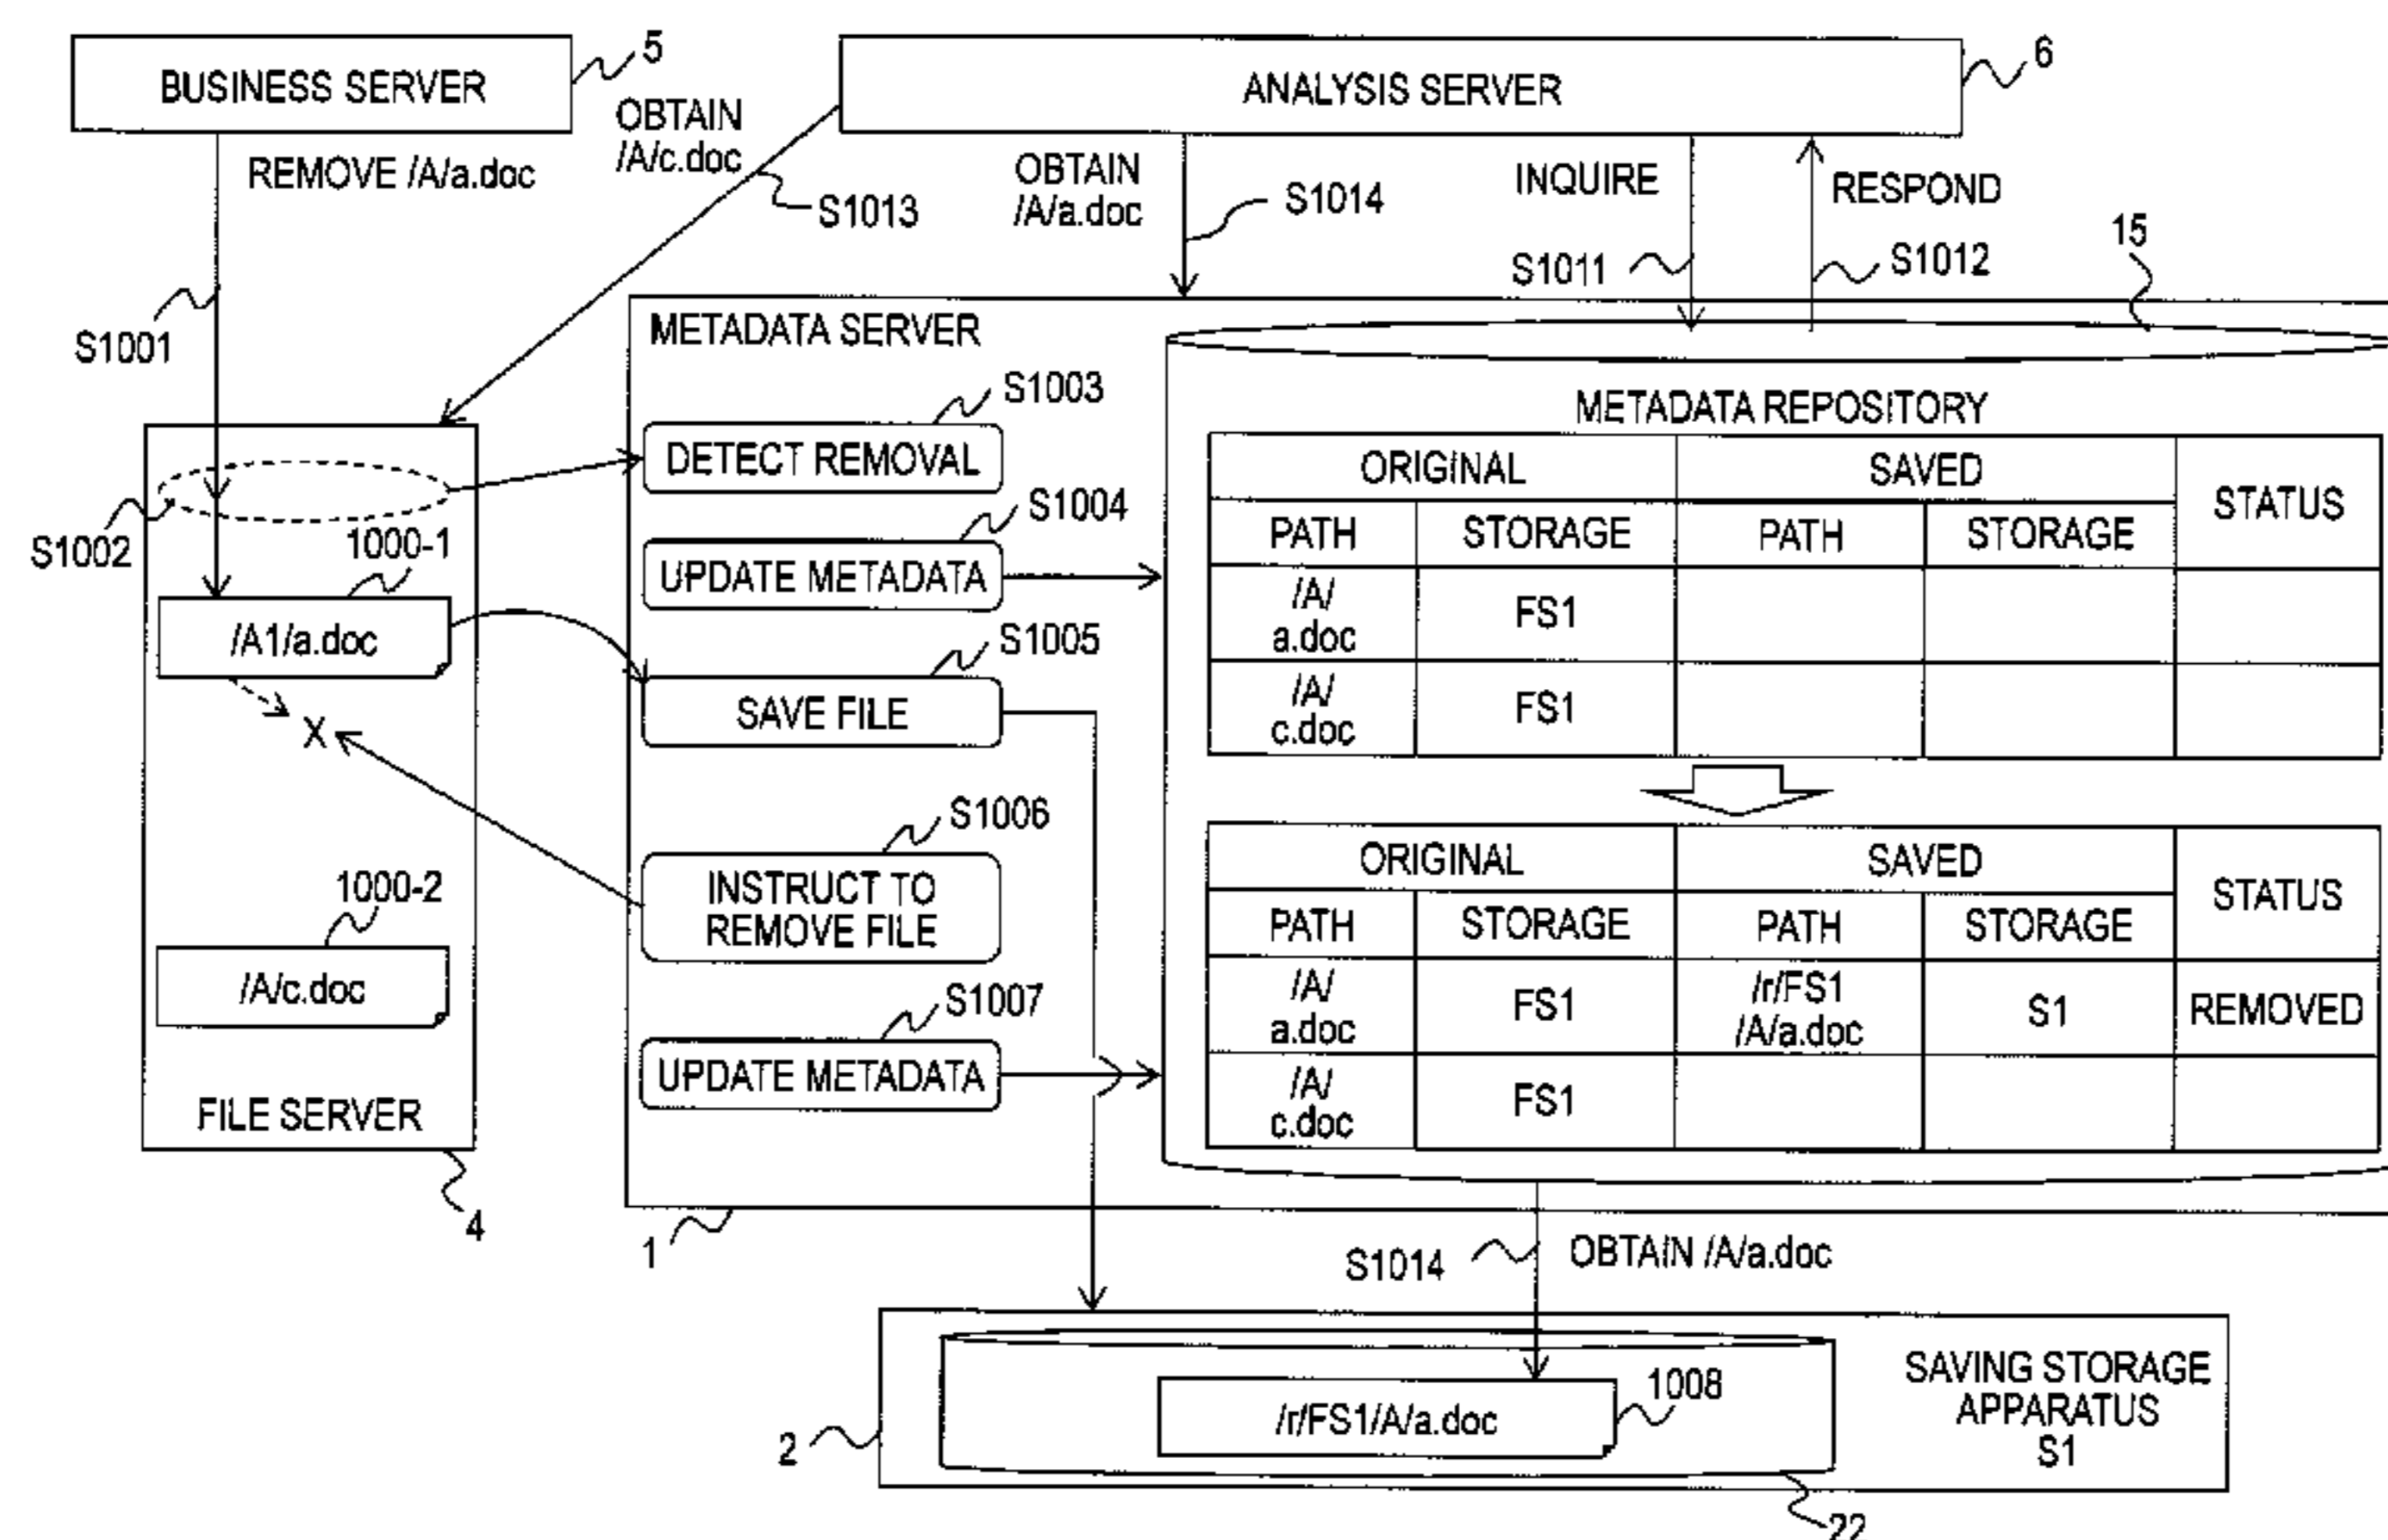 5
BUSINESS SERVER
6
ANALYSIS SERVER
REMOVE /A/a.doc
OBTAIN
/A/c.doc
S1013
OBTAIN
/A/a.doc
S1014
INQUIRE
RESPOND
S1011
S1012
15
S1001
METADATA SERVER
S1003
DETECT REMOVAL
S1002
S1004
UPDATE METADATA
1000-1
/A1/a.doc
S1005
SAVE FILE
X
S1006
INSTRUCT TO
REMOVE FILE
1000-2
/A/c.doc
S1007
UPDATE METADATA
FILE SERVER
4
1
METADATA REPOSITORY
ORIGINAL
SAVED
STATUS
PATH
STORAGE
PATH
STORAGE
/A/
a.doc
FS1
/A/
c.doc
FS1
ORIGINAL
SAVED
STATUS
PATH
STORAGE
PATH
STORAGE
/A/
a.doc
FS1
/r/FS1
/A/a.doc
S1
REMOVED
/A/
c.doc
FS1
S1014
OBTAIN /A/a.doc
2
/r/FS1/A/a.doc
1008
SAVING STORAGE
APPARATUS
S1
22